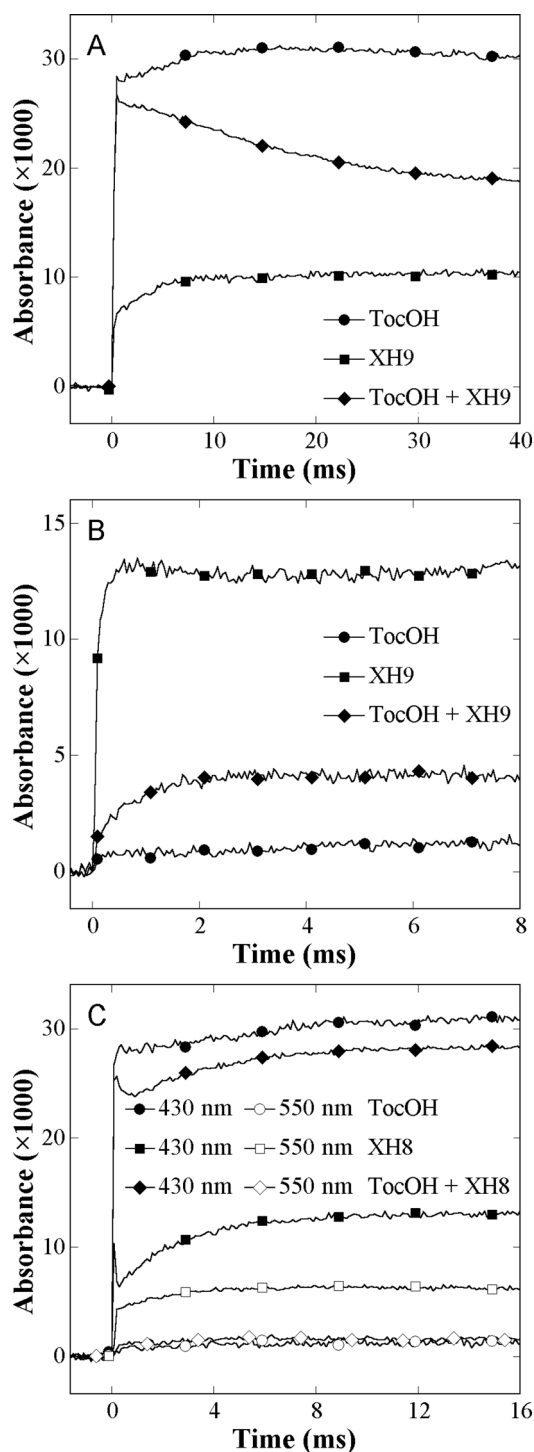 A
Absorbance (×1000)
30
20
10
0
TocOH
XH9
TocOH + XH9
0 10 20 30 40
Time (ms)
B
Absorbance (×1000)
15
10
5
0
TocOH
XH9
TocOH + XH9
0 2 4 6 8
Time (ms)
C
Absorbance (×1000)
30
20
10
0
430 nm 550 nm TocOH
430 nm 550 nm XH8
430 nm 550 nm TocOH + XH8
0 4 8 12 16
Time (ms)